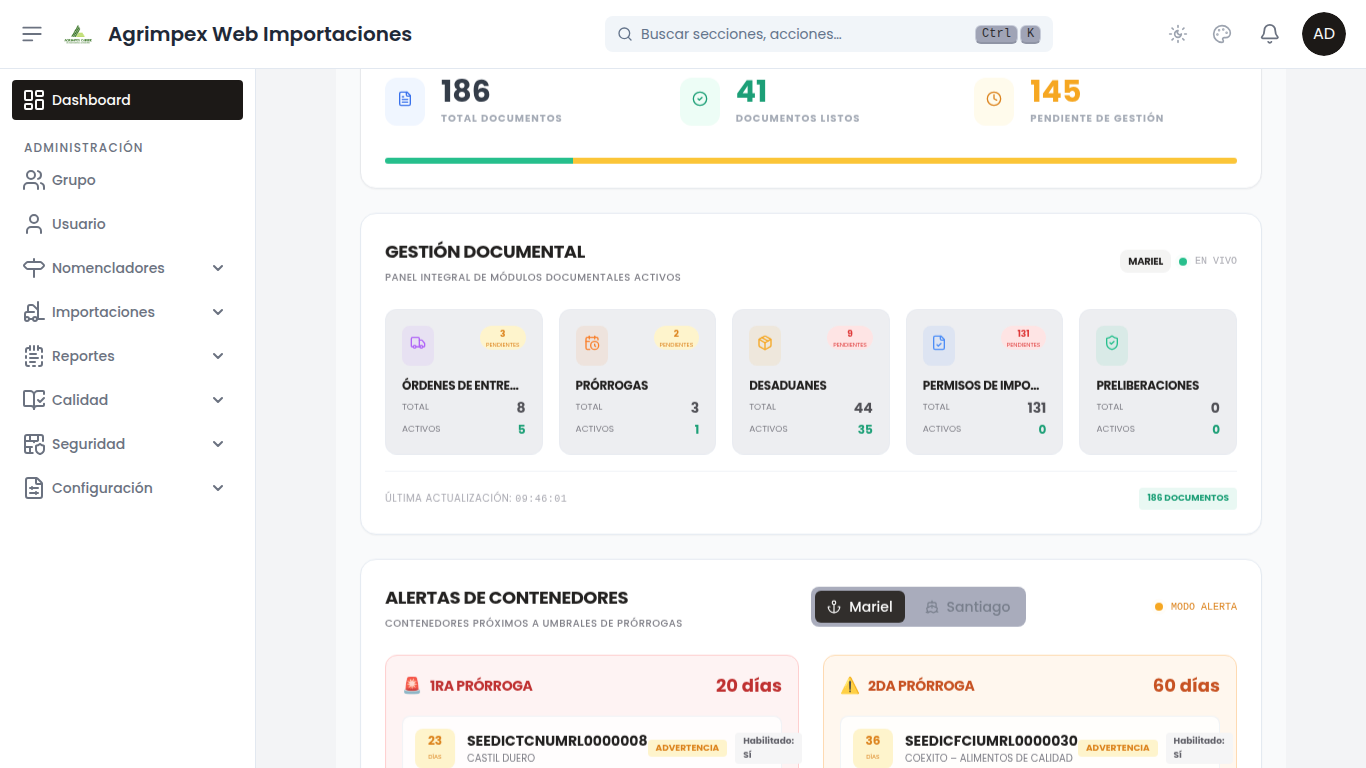 Agrimpex Web Importaciones
Buscar secciones, acciones...
Ctrl K
AD
Dashboard
ADMINISTRACIÓN
Grupo
Usuario
Nomencladores
Importaciones
Reportes
Calidad
Seguridad
Configuración
186
TOTAL DOCUMENTOS
41
DOCUMENTOS LISTOS
145
PENDIENTE DE GESTIÓN
GESTIÓN DOCUMENTAL
PANEL INTEGRAL DE MÓDULOS DOCUMENTALES ACTIVOS
MARIEL
EN VIVO
3
PENDIENTES
ÓRDENES DE ENTRE...
TOTAL 8
ACTIVOS 5
2
PENDIENTES
PRÓRROGAS
TOTAL 3
ACTIVOS 1
9
PENDIENTES
DESADUANES
TOTAL 44
ACTIVOS 35
131
PENDIENTES
PERMISOS DE IMPO...
TOTAL 131
ACTIVOS 0
PRELIBERACIONES
TOTAL 0
ACTIVOS 0
ÚLTIMA ACTUALIZACIÓN: 09:46:01
186 DOCUMENTOS
ALERTAS DE CONTENEDORES
CONTENEDORES PRÓXIMOS A UMBRALES DE PRÓRROGAS
Mariel
Santiago
MODO ALERTA
1RA PRÓRROGA
20 días
23
DÍAS
SEEDICTCNUMRL0000008
CASTIL DUERO
ADVERTENCIA
Habilitado:
Sí
2DA PRÓRROGA
60 días
36
DÍAS
SEEDICFCIUMRL0000030
COEXITO – ALIMENTOS DE CALIDAD
ADVERTENCIA
Habilitado:
Sí